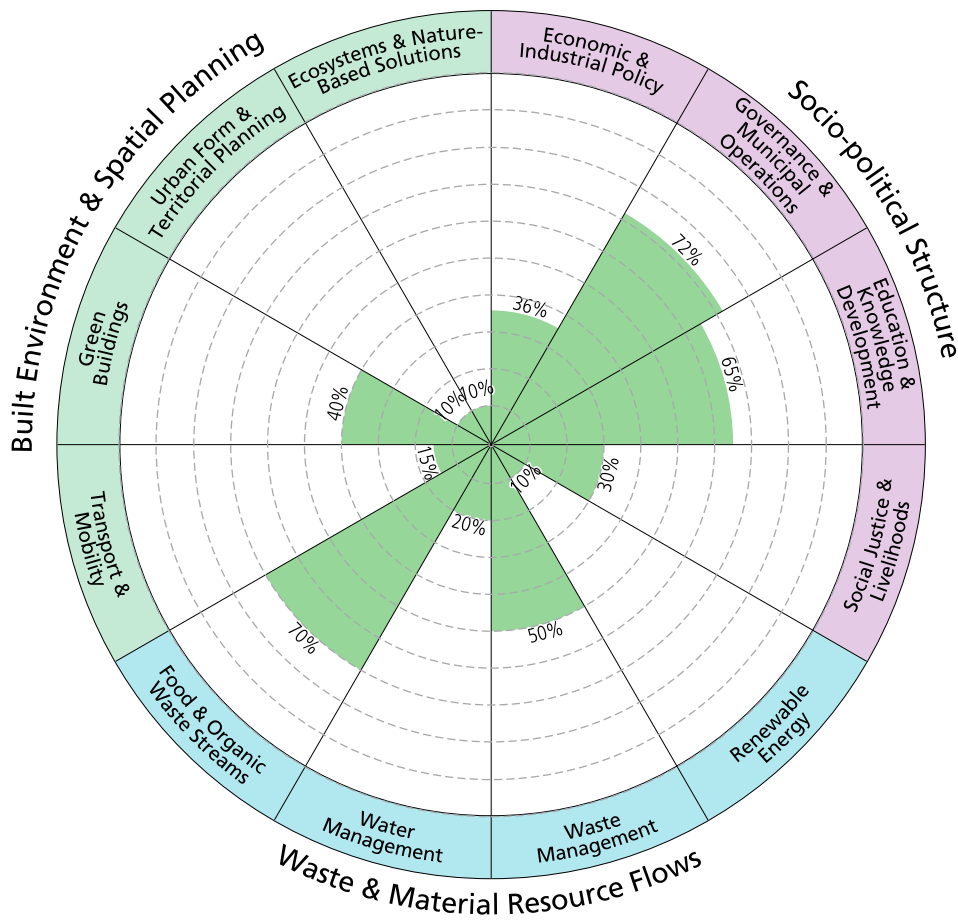 Built Environment & Spatial Planning
Socio-political Structure
Waste & Material Resource Flows
Economic &
Industrial Policy
36%
Governance &
Municipal
Operations
72%
Education &
Knowledge
Development
65%
Social Justice &
Livelihoods
30%
Renewable
Energy
10%
Waste
Management
50%
Water
Management
20%
Food & Organic
Waste Streams
70%
Transport &
Mobility
15%
Green
Buildings
40%
Urban Form &
Territorial Planning
10%
Ecosystems & Nature-
Based Solutions
10%